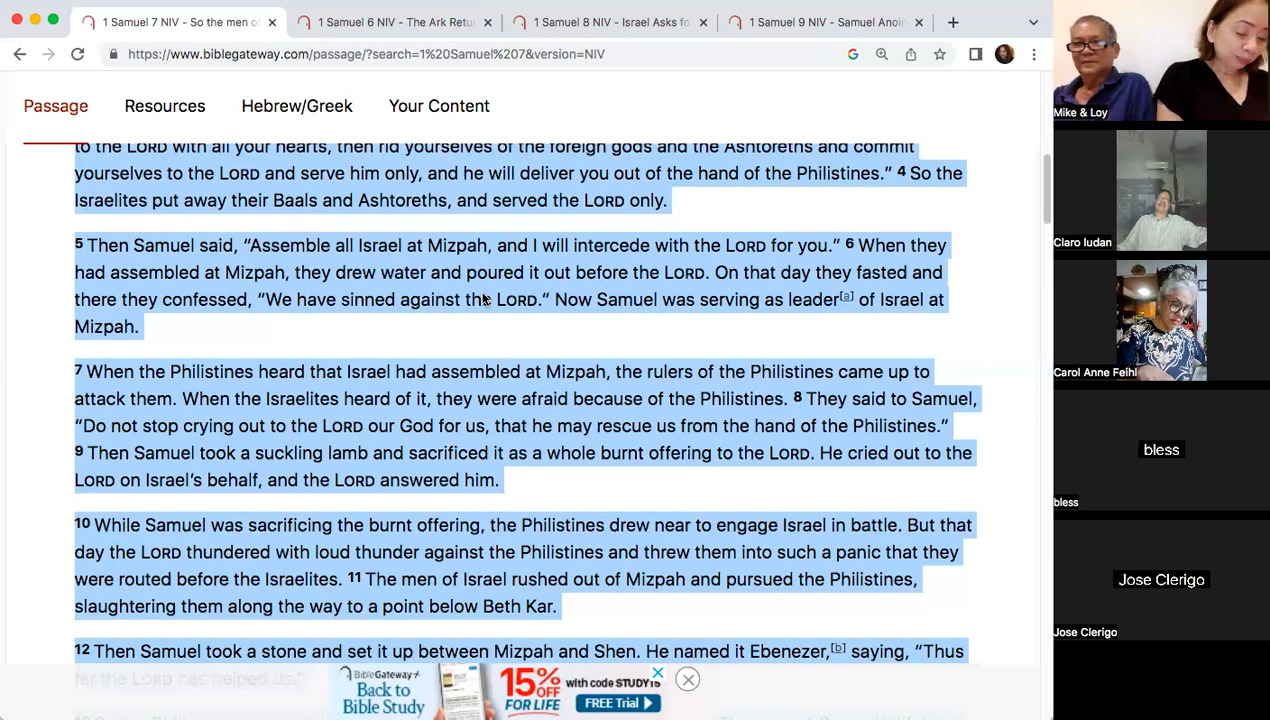 1 Samuel 7 NIV - So the men of
1 Samuel 6 NIV - The Ark Retu
1 Samuel 8 NIV - Israel Asks fo
1 Samuel 9 NIV - Samuel Anoin
https://www.biblegateway.com/passage/?search=1%20Samuel%207&version=NIV
Passage Resources Hebrew/Greek Your Content
to the LORD with all your hearts, then rid yourselves of the foreign gods and the Ashtoreths and commit
yourselves to the LORD and serve him only, and he will deliver you out of the hand of the Philistines.” 4 So the
Israelites put away their Baals and Ashtoreths, and served the LORD only.
5 Then Samuel said, “Assemble all Israel at Mizpah, and I will intercede with the LORD for you.” 6 When they
had assembled at Mizpah, they drew water and poured it out before the LORD. On that day they fasted and
there they confessed, “We have sinned against the LORD.” Now Samuel was serving as leader[a] of Israel at
Mizpah.
7 When the Philistines heard that Israel had assembled at Mizpah, the rulers of the Philistines came up to
attack them. When the Israelites heard of it, they were afraid because of the Philistines. 8 They said to Samuel,
“Do not stop crying out to the LORD our God for us, that he may rescue us from the hand of the Philistines.”
9 Then Samuel took a suckling lamb and sacrificed it as a whole burnt offering to the LORD. He cried out to the
LORD on Israel’s behalf, and the LORD answered him.
10 While Samuel was sacrificing the burnt offering, the Philistines drew near to engage Israel in battle. But that
day the LORD thundered with loud thunder against the Philistines and threw them into such a panic that they
were routed before the Israelites. 11 The men of Israel rushed out of Mizpah and pursued the Philistines,
slaughtering them along the way to a point below Beth Kar.
12 Then Samuel took a stone and set it up between Mizpah and Shen. He named it Ebenezer,[b] saying, “Thus
far the LORD has helped us.”
BibleGateway+
Back to
Bible Study
15% OFF
FOR LIFE
with code STUDY15
FREE Trial
Mike & Loy
Claro ludan
Carol Anne Feihl
bless
bless
Jose Clerigo
Jose Clerigo